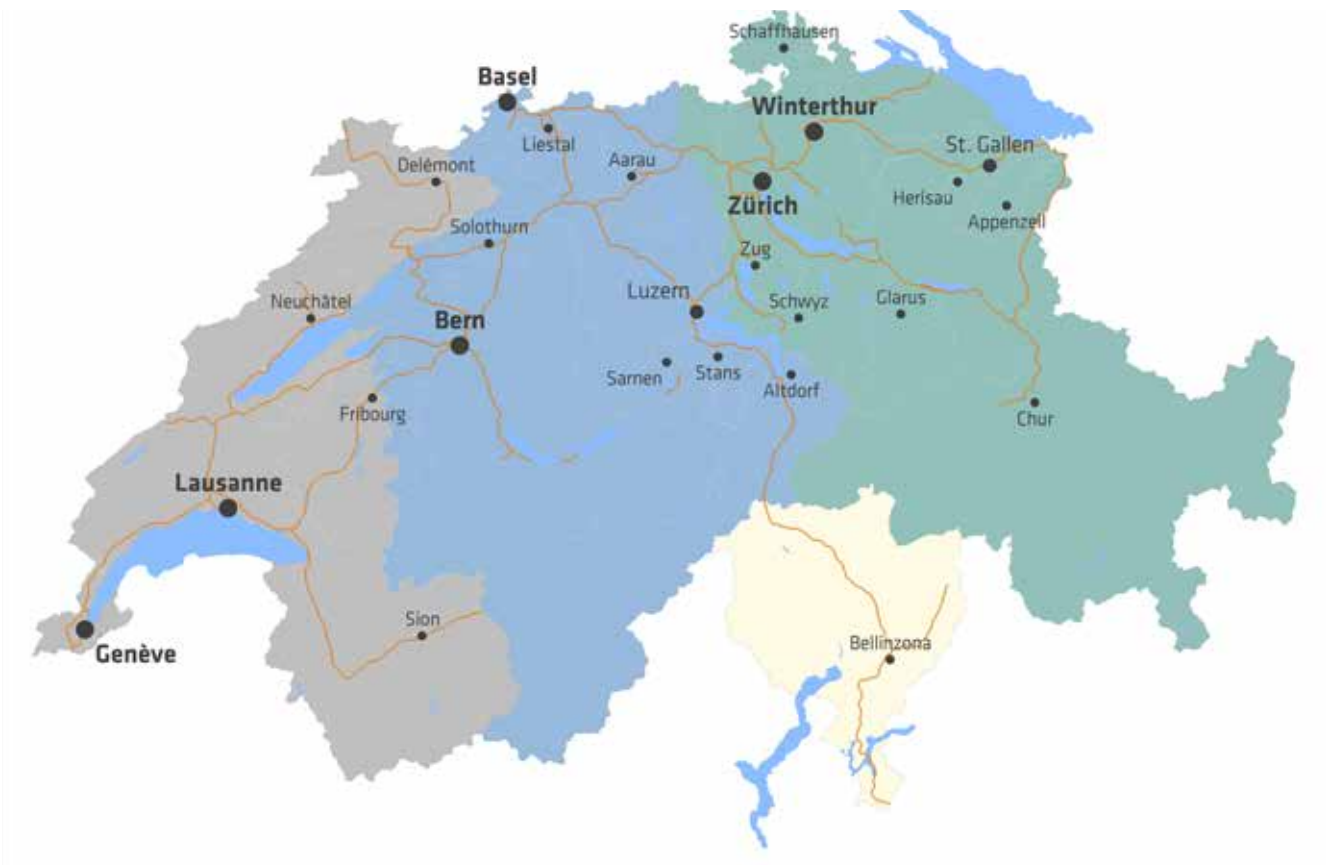 Schaffhausen
Basel
Winterthur
Liestal
St. Gallen
Delémont
Aarau
Herisau
Zürich
Appenzell
Solothurn
Zug
Neuchâtel
Luzern
Schwyz
Glarus
Bern
Sarnen
Stans
Altdorf
Fribourg
Chur
Lausanne
Sion
Bellinzona
Genève